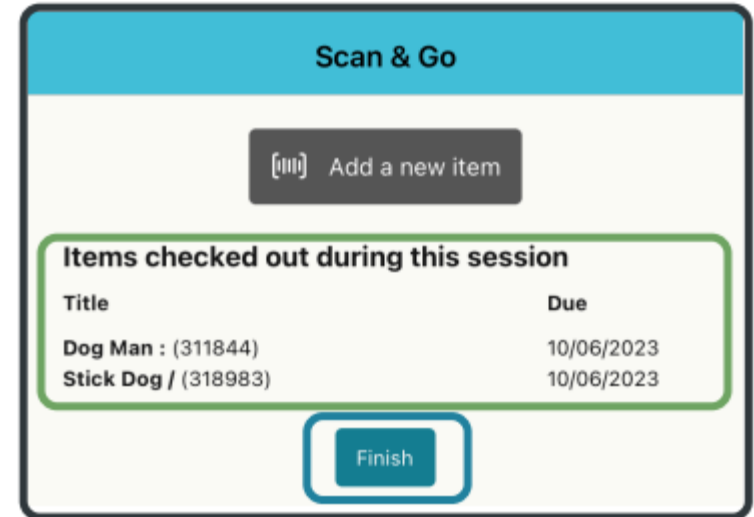 Scan & Go
Add a new item
Items checked out during this session
Title Due
Dog Man : (311844) 10/06/2023
Stick Dog / (318983) 10/06/2023
Finish